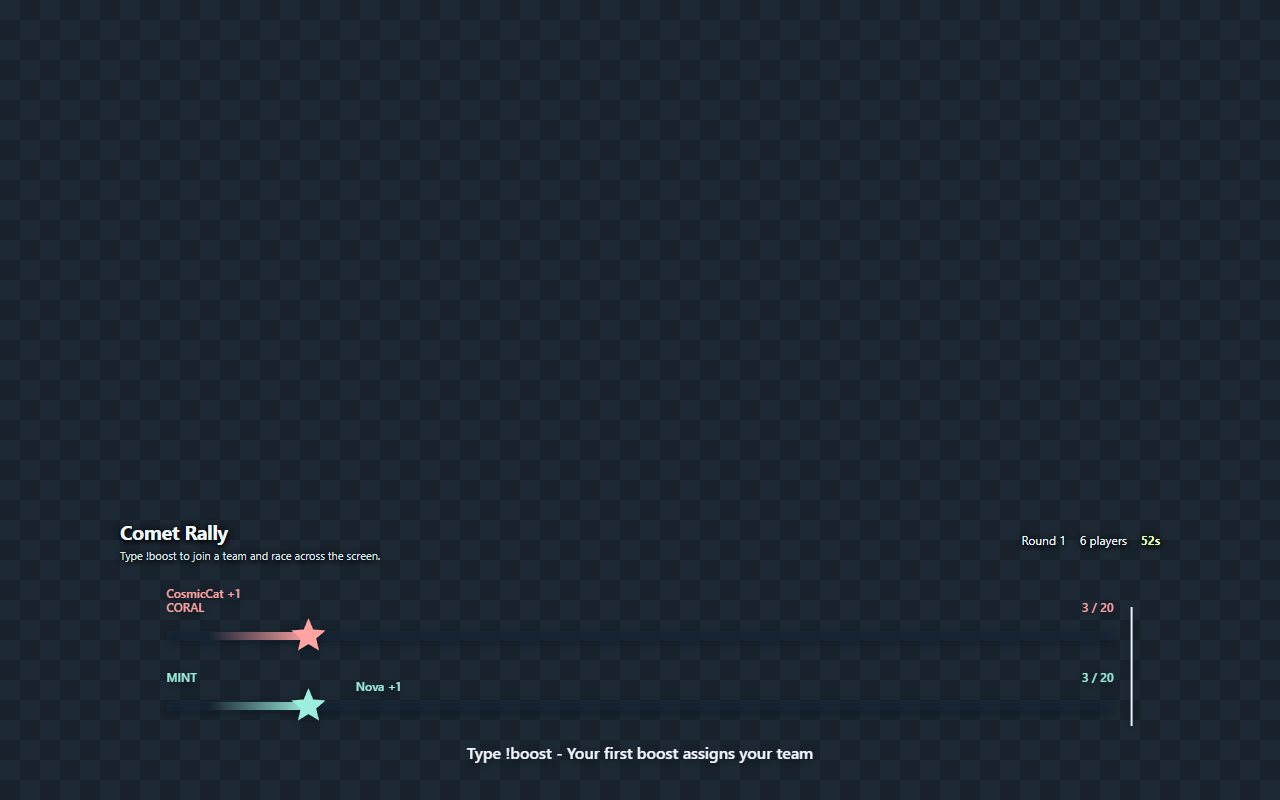 Comet Rally
Type !boost to join a team and race across the screen.
Round 1 6 players 52s
CosmicCat +1
CORAL 3 / 20
MINT 3 / 20
Nova +1
Type !boost - Your first boost assigns your team